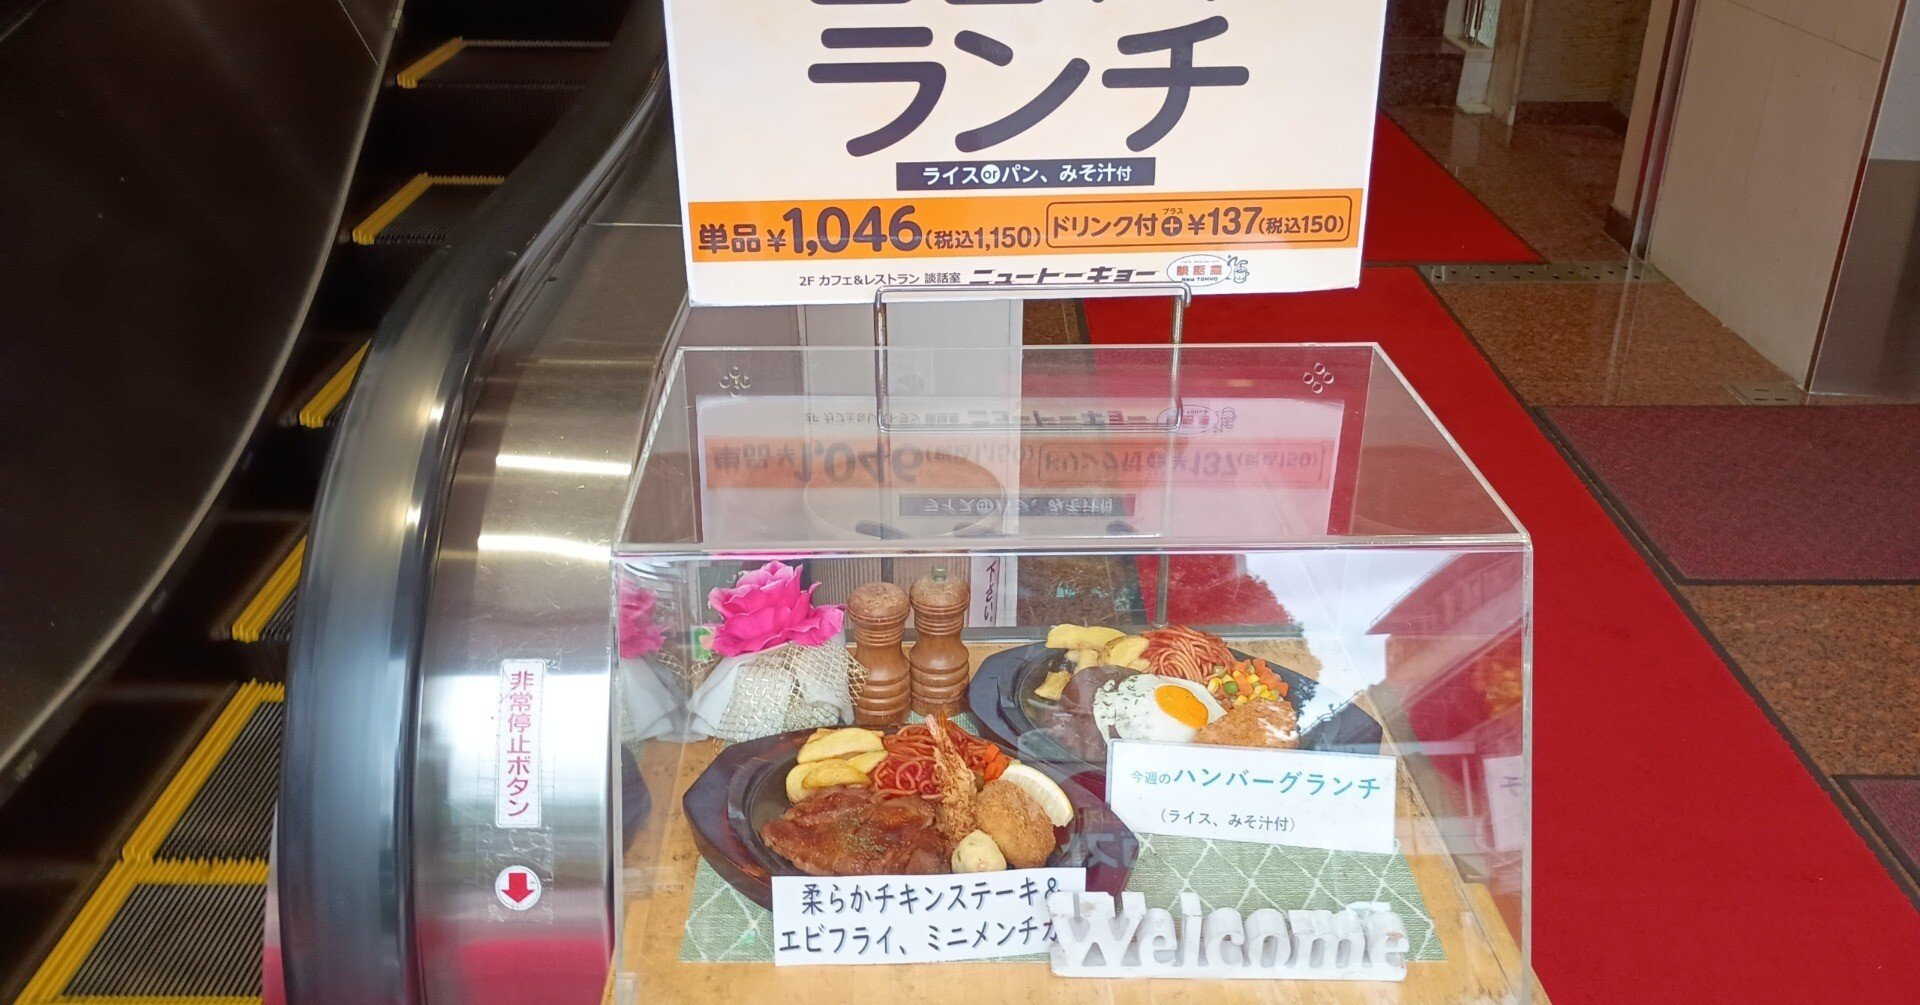 ランチ
ライスorパン、みそ汁付
単品¥1,046(税込1,150) ドリンク付プラス+¥137(税込150)
2F カフェ&レストラン 談話室 ニュートーキョー 談話室 New TOKYO
下さい
今週のハンバーグランチ
(ライス、みそ汁付)
柔らかチキンステーキ&
エビフライ、ミニメンチカ
Welcome
非常停止ボタン